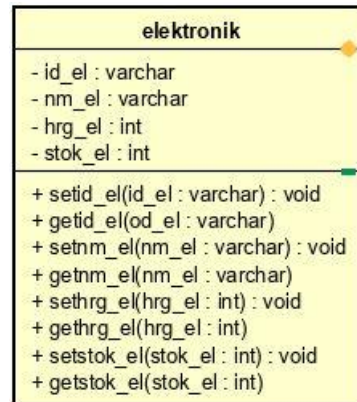 elektronik
- id_el : varchar
- nm_el : varchar
- hrg_el : int
- stok_el : int
+ setid_el(id_el : varchar) : void
+ getid_el(od_el : varchar)
+ setnm_el(nm_el : varchar) : void
+ getnm_el(nm_el : varchar)
+ sethrg_el(hrg_el : int) : void
+ gethrg_el(hrg_el : int)
+ setstok_el(stok_el : int) : void
+ getstok_el(stok_el : int)